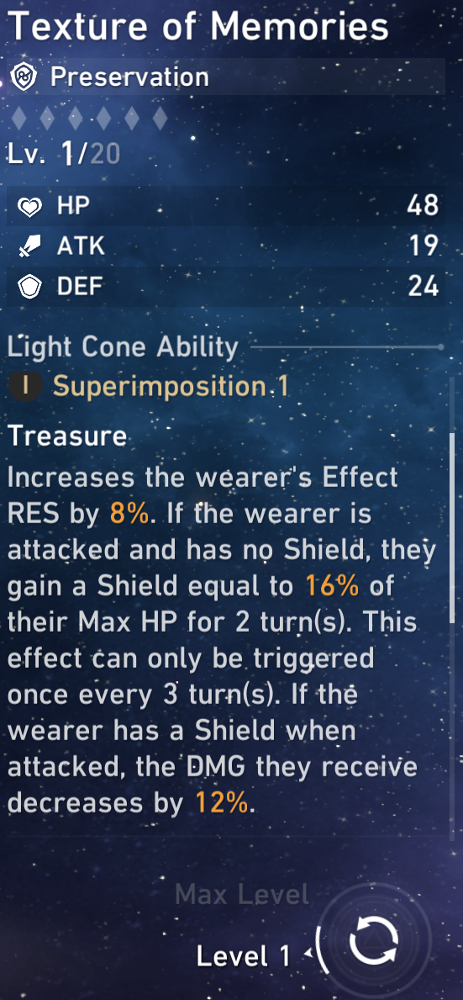 Texture of Memories
Preservation
Lv. 1/20
HP 48
ATK 19
DEF 24
Light Cone Ability
I Superimposition 1
Treasure
Increases the wearer's Effect
RES by 8%. If the wearer is
attacked and has no Shield, they
gain a Shield equal to 16% of
their Max HP for 2 turn(s). This
effect can only be triggered
once every 3 turn(s). If the
wearer has a Shield when
attacked, the DMG they receive
decreases by 12%.
Max Level
Level 1